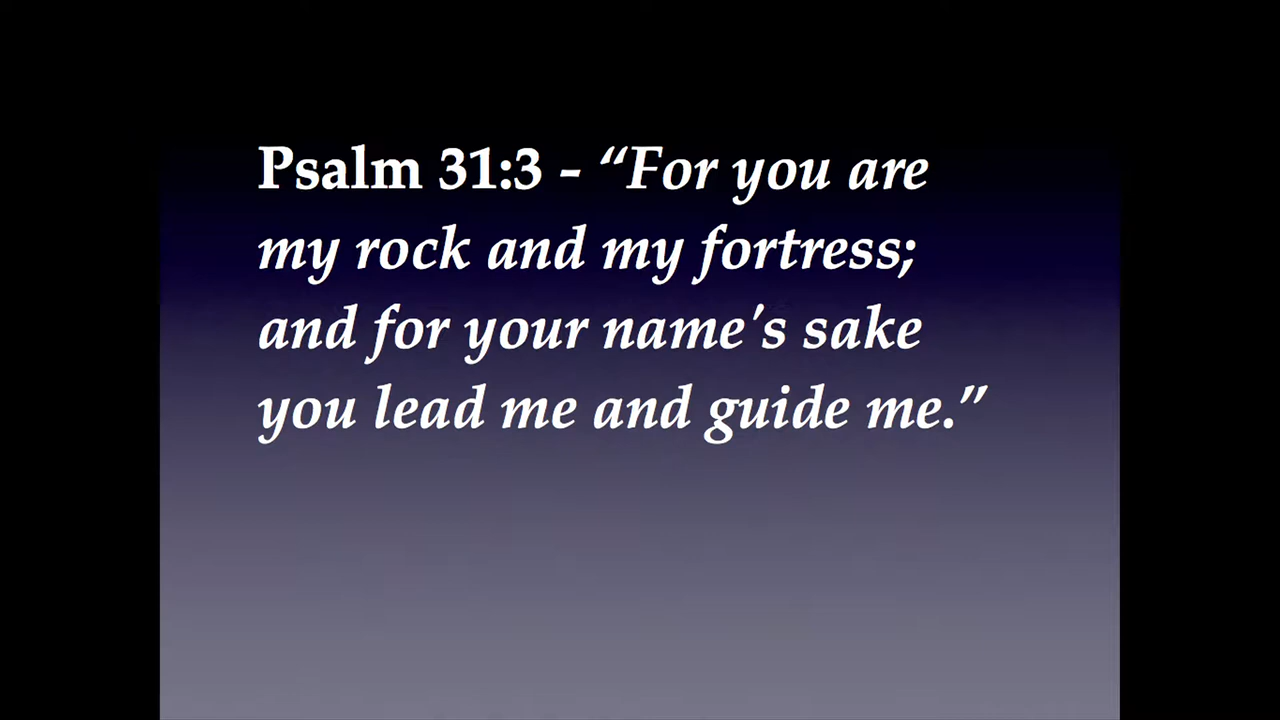 Psalm 31:3 - “For you are
my rock and my fortress;
and for your name's sake
you lead me and guide me.”